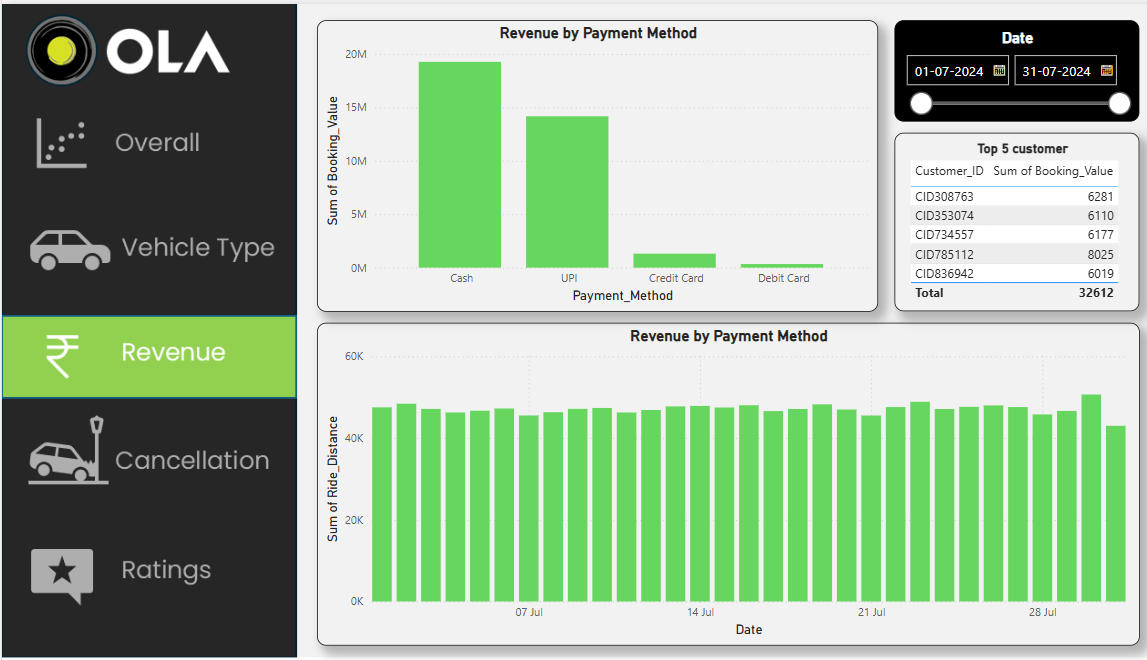 OLA
Overall
Vehicle Type
Revenue
Cancellation
Ratings
Revenue by Payment Method
Sum of Booking_Value
20M
15M
10M
5M
0M
Cash UPI Credit Card Debit Card
Payment_Method
Date
01-07-2024 31-07-2024
Top 5 customer
Customer_ID Sum of Booking_Value
CID308763 6281
CID353074 6110
CID734557 6177
CID785112 8025
CID836942 6019
Total 32612
Revenue by Payment Method
Sum of Ride_Distance
60K
40K
20K
0K
07 Jul 14 Jul 21 Jul 28 Jul
Date